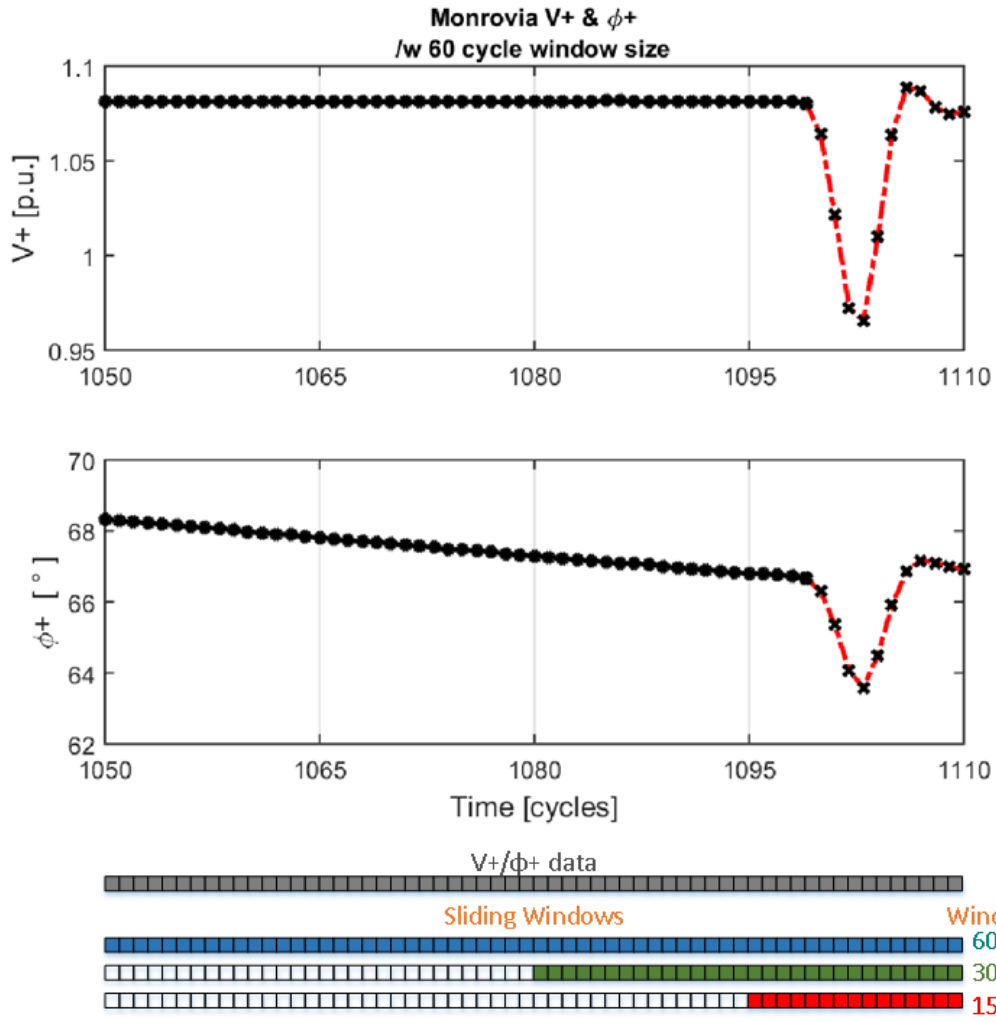 Monrovia V+ & ϕ+
/w 60 cycle window size
1.1
1.05
1
0.95
V+ [p.u.]
1050 1065 1080 1095 1110
70
68
66
64
62
ϕ+ [ ° ]
1050 1065 1080 1095 1110
Time [cycles]
V+/ϕ+ data
Sliding Windows
60
30
15